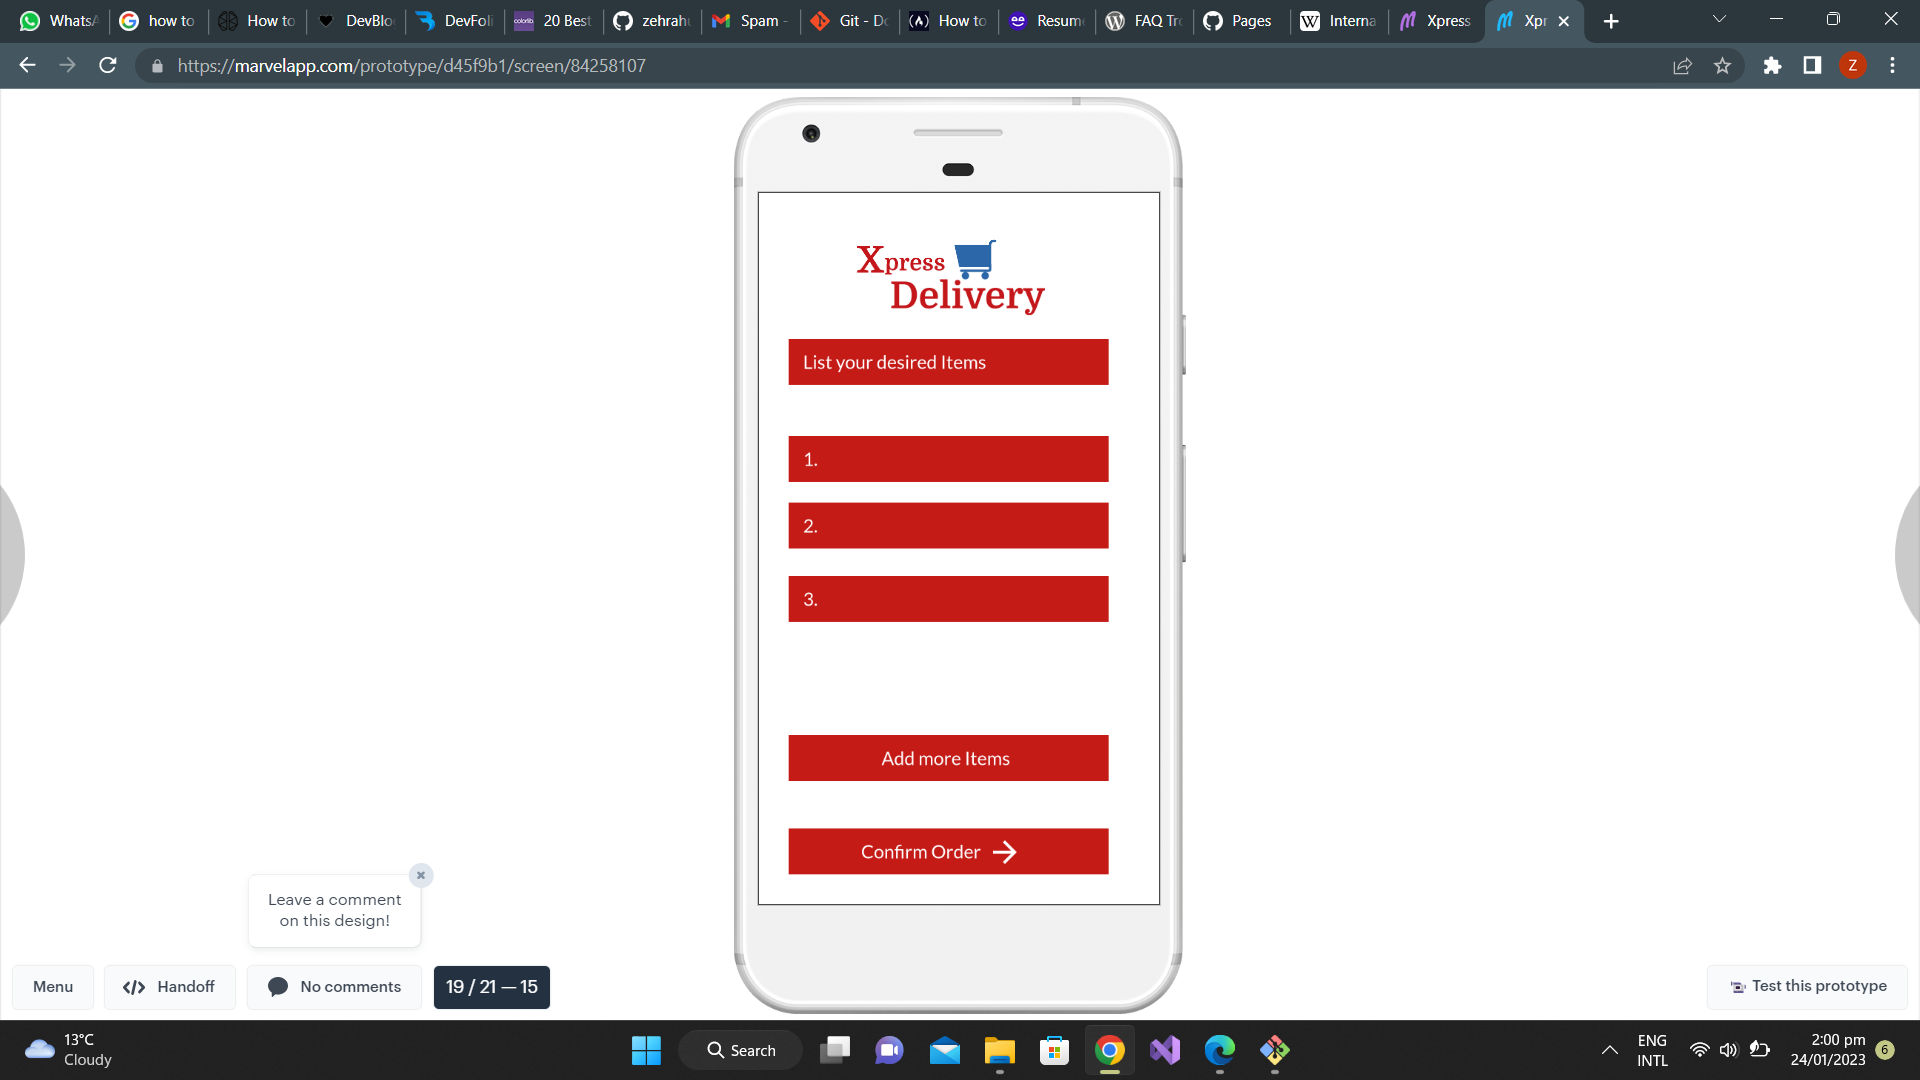 WhatsA
how to
How to
DevBlo
DevFoli
colorlib
20 Best
zehrahu
Spam -
Git - Do
(A) How to
Resume
FAQ Tro
Pages
W Interna
Xpress
Xpr
https://marvelapp.com/prototype/d45f9b1/screen/84258107
Z
Xpress
Delivery
List your desired Items
1.
2.
3.
Add more Items
Confirm Order
Leave a comment
on this design!
Menu
</> Handoff
No comments
19 / 21 — 15
Test this prototype
13°C
Cloudy
Search
ENG
INTL
2:00 pm
24/01/2023
6